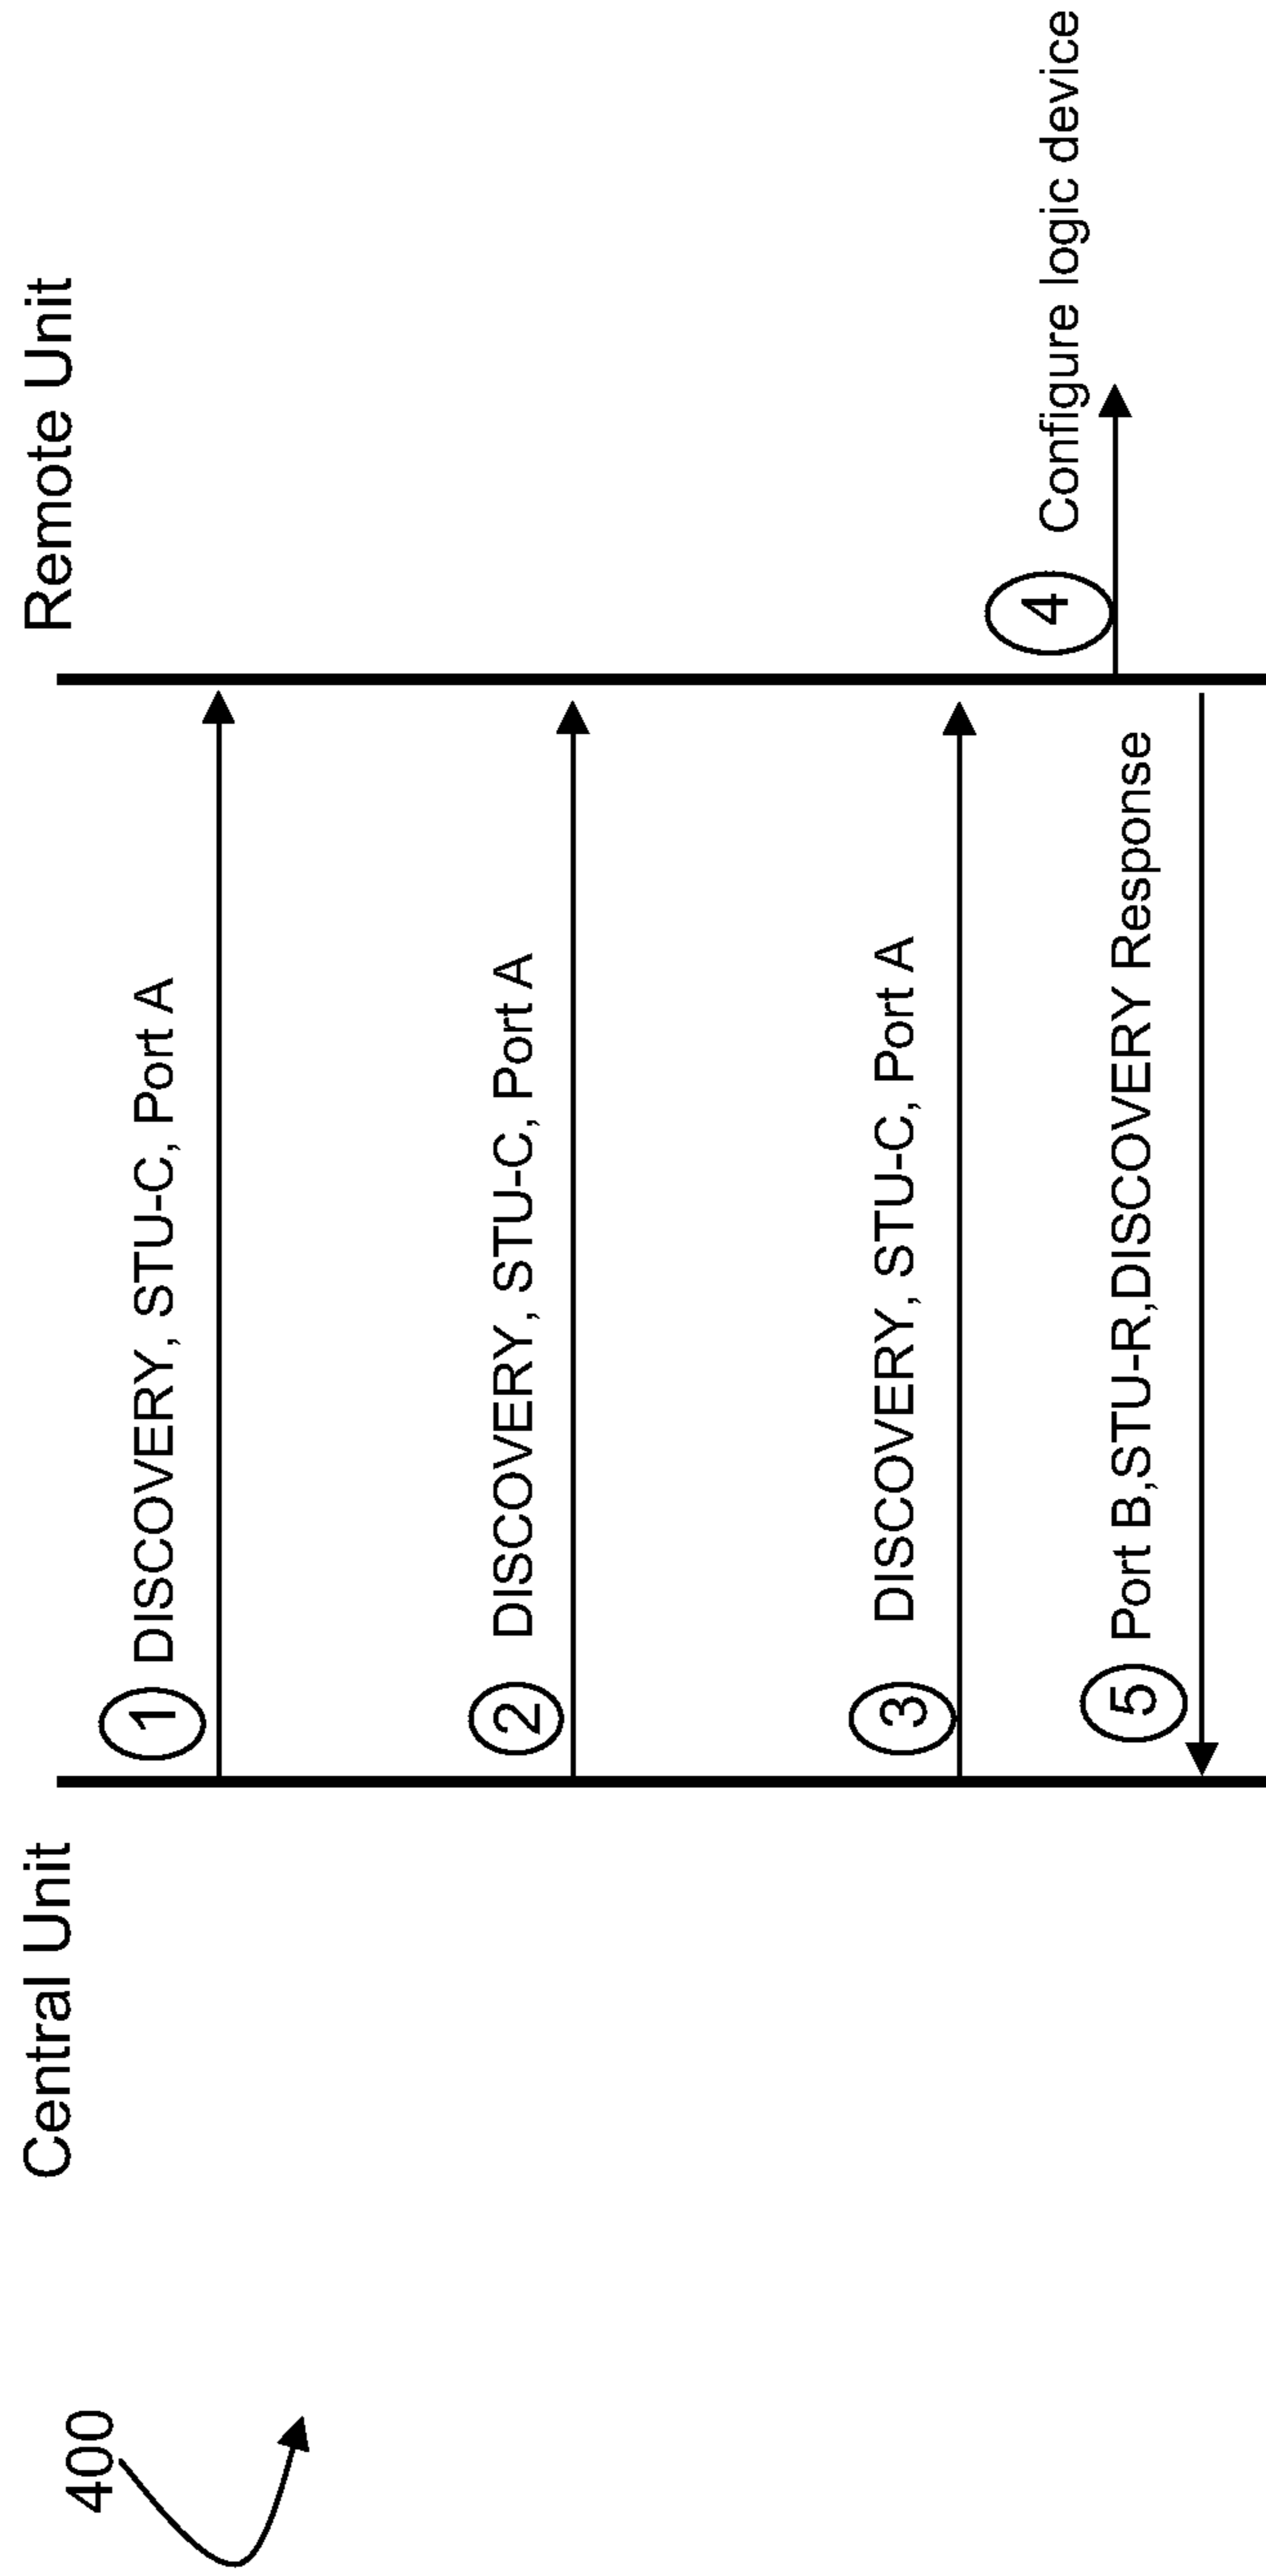 400
Central Unit
Remote Unit
1 DISCOVERY, STU-C, Port A
2 DISCOVERY, STU-C, Port A
3 DISCOVERY, STU-C, Port A
4 Configure logic device
5 Port B,STU-R,DISCOVERY Response